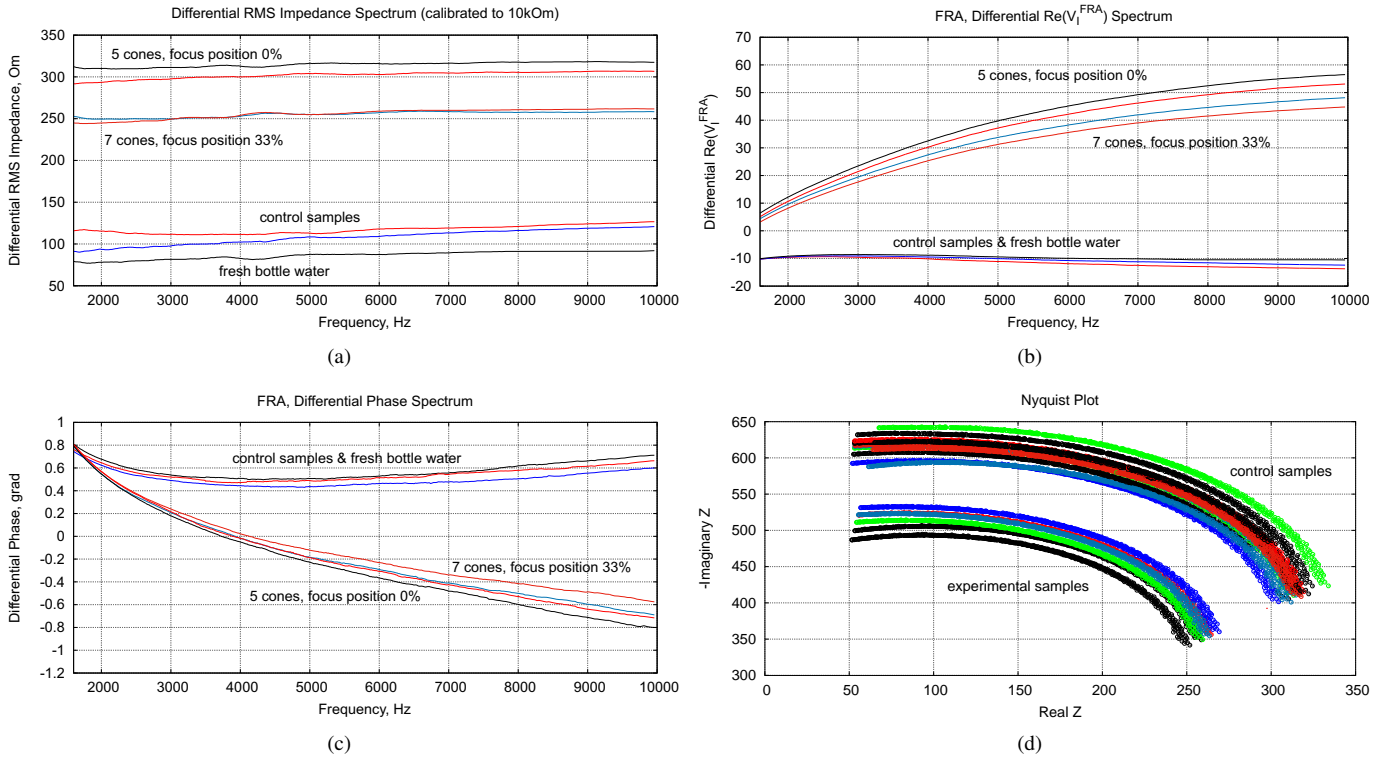 Differential RMS Impedance Spectrum (calibrated to 10kOm)
Differential RMS Impedance, Om
350
300
250
200
150
100
50
5 cones, focus position 0%
7 cones, focus position 33%
control samples
fresh bottle water
2000 3000 4000 5000 6000 7000 8000 9000 10000
Frequency, Hz
(a)
FRA, Differential Re(V_I^FRA) Spectrum
Differential Re(V_I^FRA)
70
60
50
40
30
20
10
0
-10
-20
5 cones, focus position 0%
7 cones, focus position 33%
control samples & fresh bottle water
2000 3000 4000 5000 6000 7000 8000 9000 10000
Frequency, Hz
(b)
FRA, Differential Phase Spectrum
Differential Phase, grad
1
0.8
0.6
0.4
0.2
0
-0.2
-0.4
-0.6
-0.8
-1
-1.2
control samples & fresh bottle water
7 cones, focus position 33%
5 cones, focus position 0%
2000 3000 4000 5000 6000 7000 8000 9000 10000
Frequency, Hz
(c)
Nyquist Plot
-Imaginary Z
650
600
550
500
450
400
350
300
control samples
experimental samples
0 50 100 150 200 250 300 350
Real Z
(d)